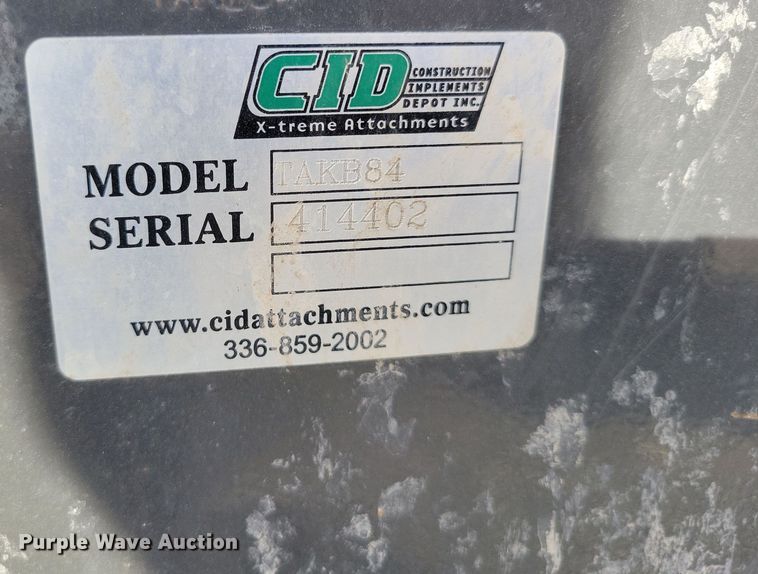 CID
CONSTRUCTION
IMPLEMENTS
DEPOT INC.
X-treme Attachments
MODEL TAKB84
SERIAL 414402
www.cidattachments.com
336-859-2002
Purple Wave Auction